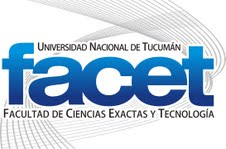 UNIVERSIDAD NACIONAL DE TUCUMÁN
facet
FACULTAD DE CIENCIAS EXACTAS Y TECNOLOGÍA